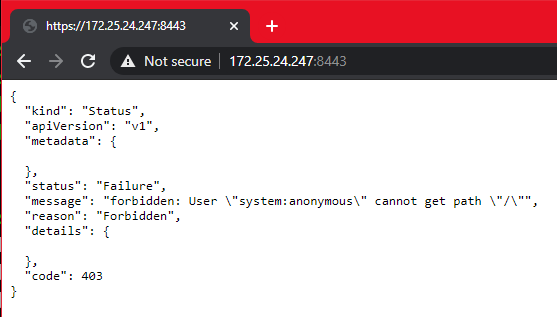 https://172.25.24.247:8443
Not secure | 172.25.24.247:8443
{
  "kind": "Status",
  "apiVersion": "v1",
  "metadata": {

  },
  "status": "Failure",
  "message": "forbidden: User \"system:anonymous\" cannot get path \"/\"",
  "reason": "Forbidden",
  "details": {

  },
  "code": 403
}